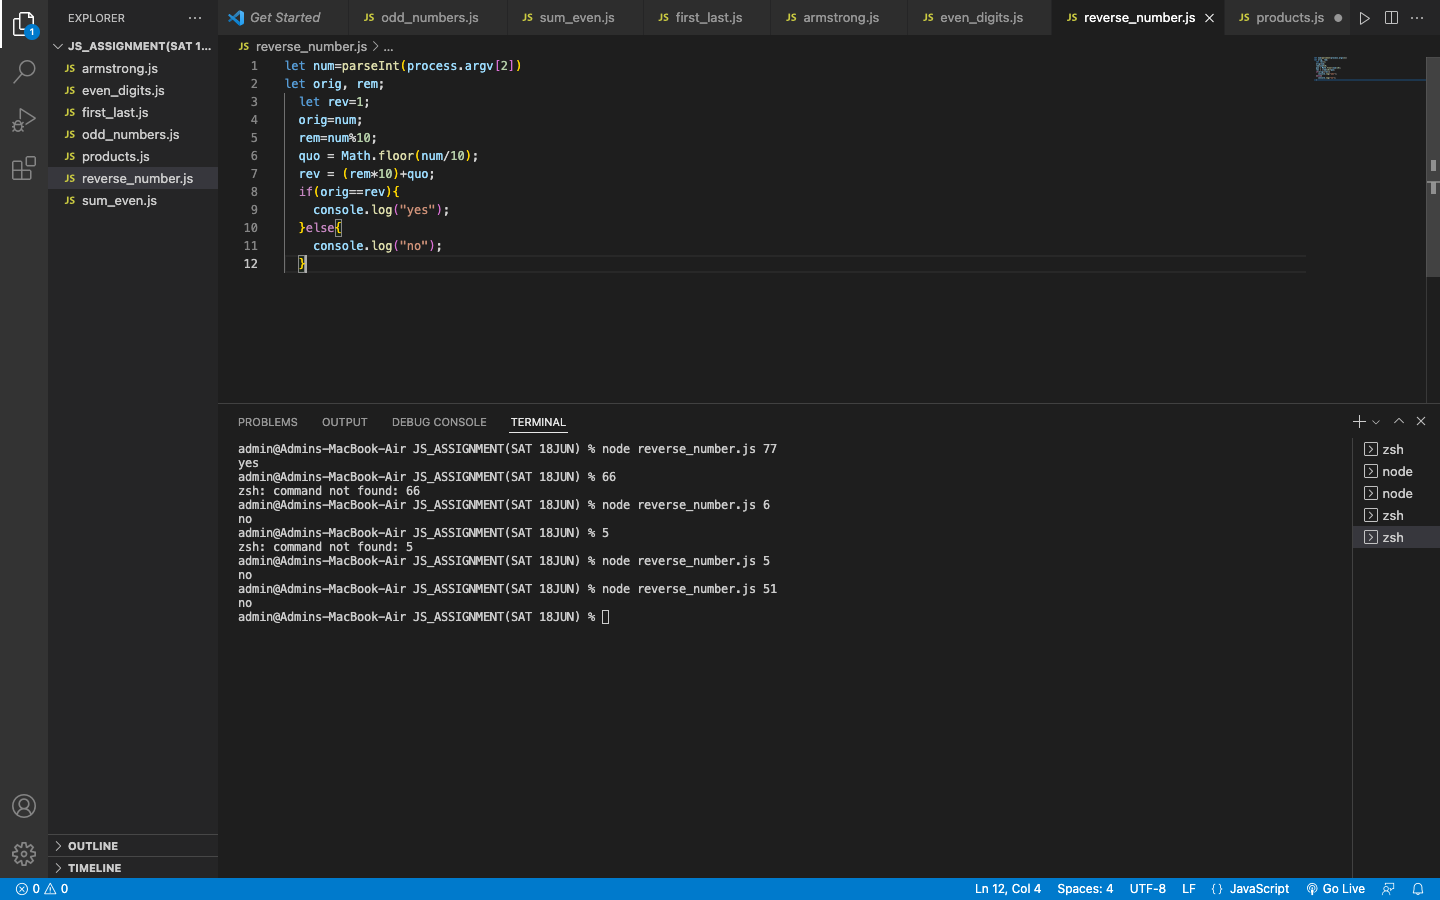 EXPLORER
Get Started
JS odd_numbers.js
JS sum_even.js
JS first_last.js
JS armstrong.js
JS even_digits.js
JS reverse_number.js
JS products.js
1
JS_ASSIGNMENT(SAT 1...
JS armstrong.js
JS even_digits.js
JS first_last.js
JS odd_numbers.js
JS products.js
JS reverse_number.js
JS sum_even.js
OUTLINE
TIMELINE
JS reverse_number.js > ...
1 let num=parseInt(process.argv[2])
2 let orig, rem;
3 let rev=1;
4 orig=num;
5 rem=num%10;
6 quo = Math.floor(num/10);
7 rev = (rem*10)+quo;
8 if(orig==rev){
9 console.log("yes");
10 }else{
11 console.log("no");
12 }
PROBLEMS OUTPUT DEBUG CONSOLE TERMINAL
admin@Admins-MacBook-Air JS_ASSIGNMENT(SAT 18JUN) % node reverse_number.js 77
yes
admin@Admins-MacBook-Air JS_ASSIGNMENT(SAT 18JUN) % 66
zsh: command not found: 66
admin@Admins-MacBook-Air JS_ASSIGNMENT(SAT 18JUN) % node reverse_number.js 6
no
admin@Admins-MacBook-Air JS_ASSIGNMENT(SAT 18JUN) % 5
zsh: command not found: 5
admin@Admins-MacBook-Air JS_ASSIGNMENT(SAT 18JUN) % node reverse_number.js 5
no
admin@Admins-MacBook-Air JS_ASSIGNMENT(SAT 18JUN) % node reverse_number.js 51
no
admin@Admins-MacBook-Air JS_ASSIGNMENT(SAT 18JUN) %
zsh
node
node
zsh
zsh
0 0
Ln 12, Col 4 Spaces: 4 UTF-8 LF {} JavaScript Go Live